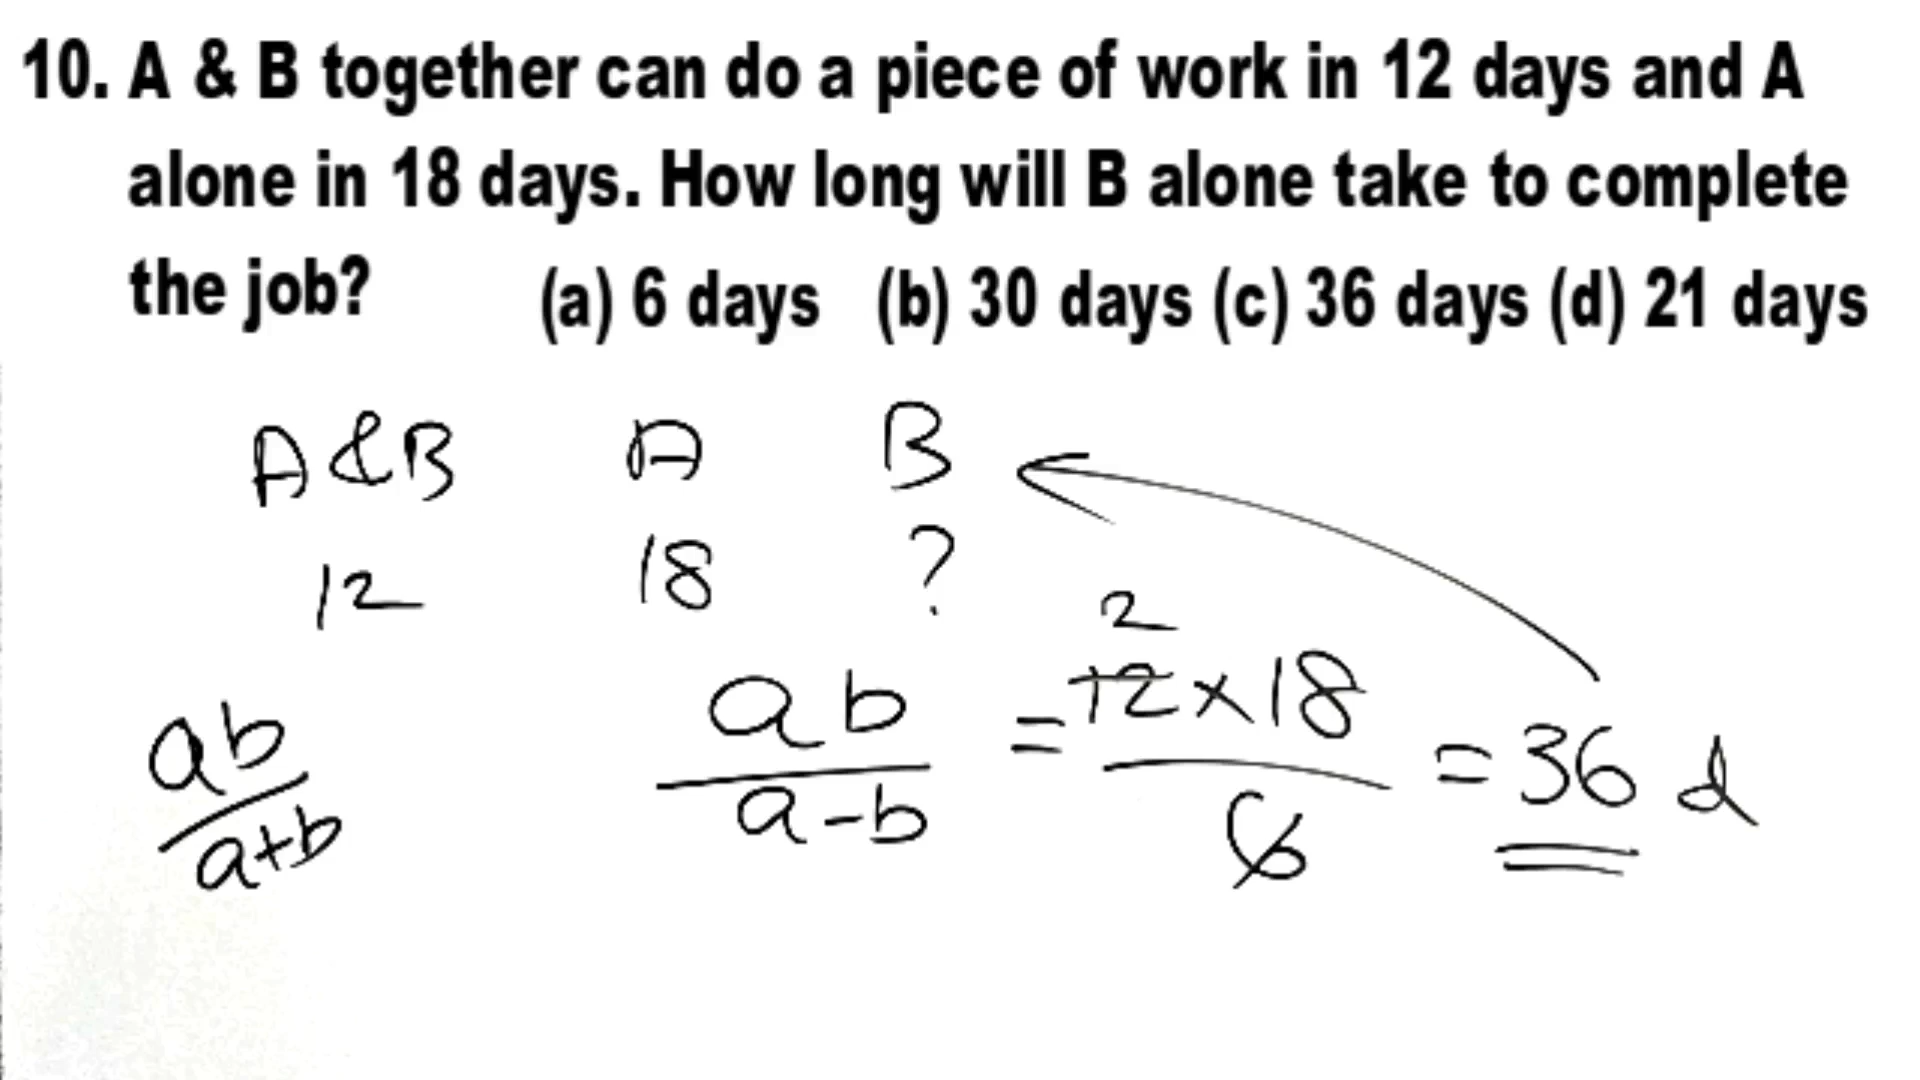 10. A & B together can do a piece of work in 12 days and A
alone in 18 days. How long will B alone take to complete
the job? (a) 6 days (b) 30 days (c) 36 days (d) 21 days
A & B A B
12 18 ?
2
ab/a+b ab/a-b = 12 × 18/6 = 36 d